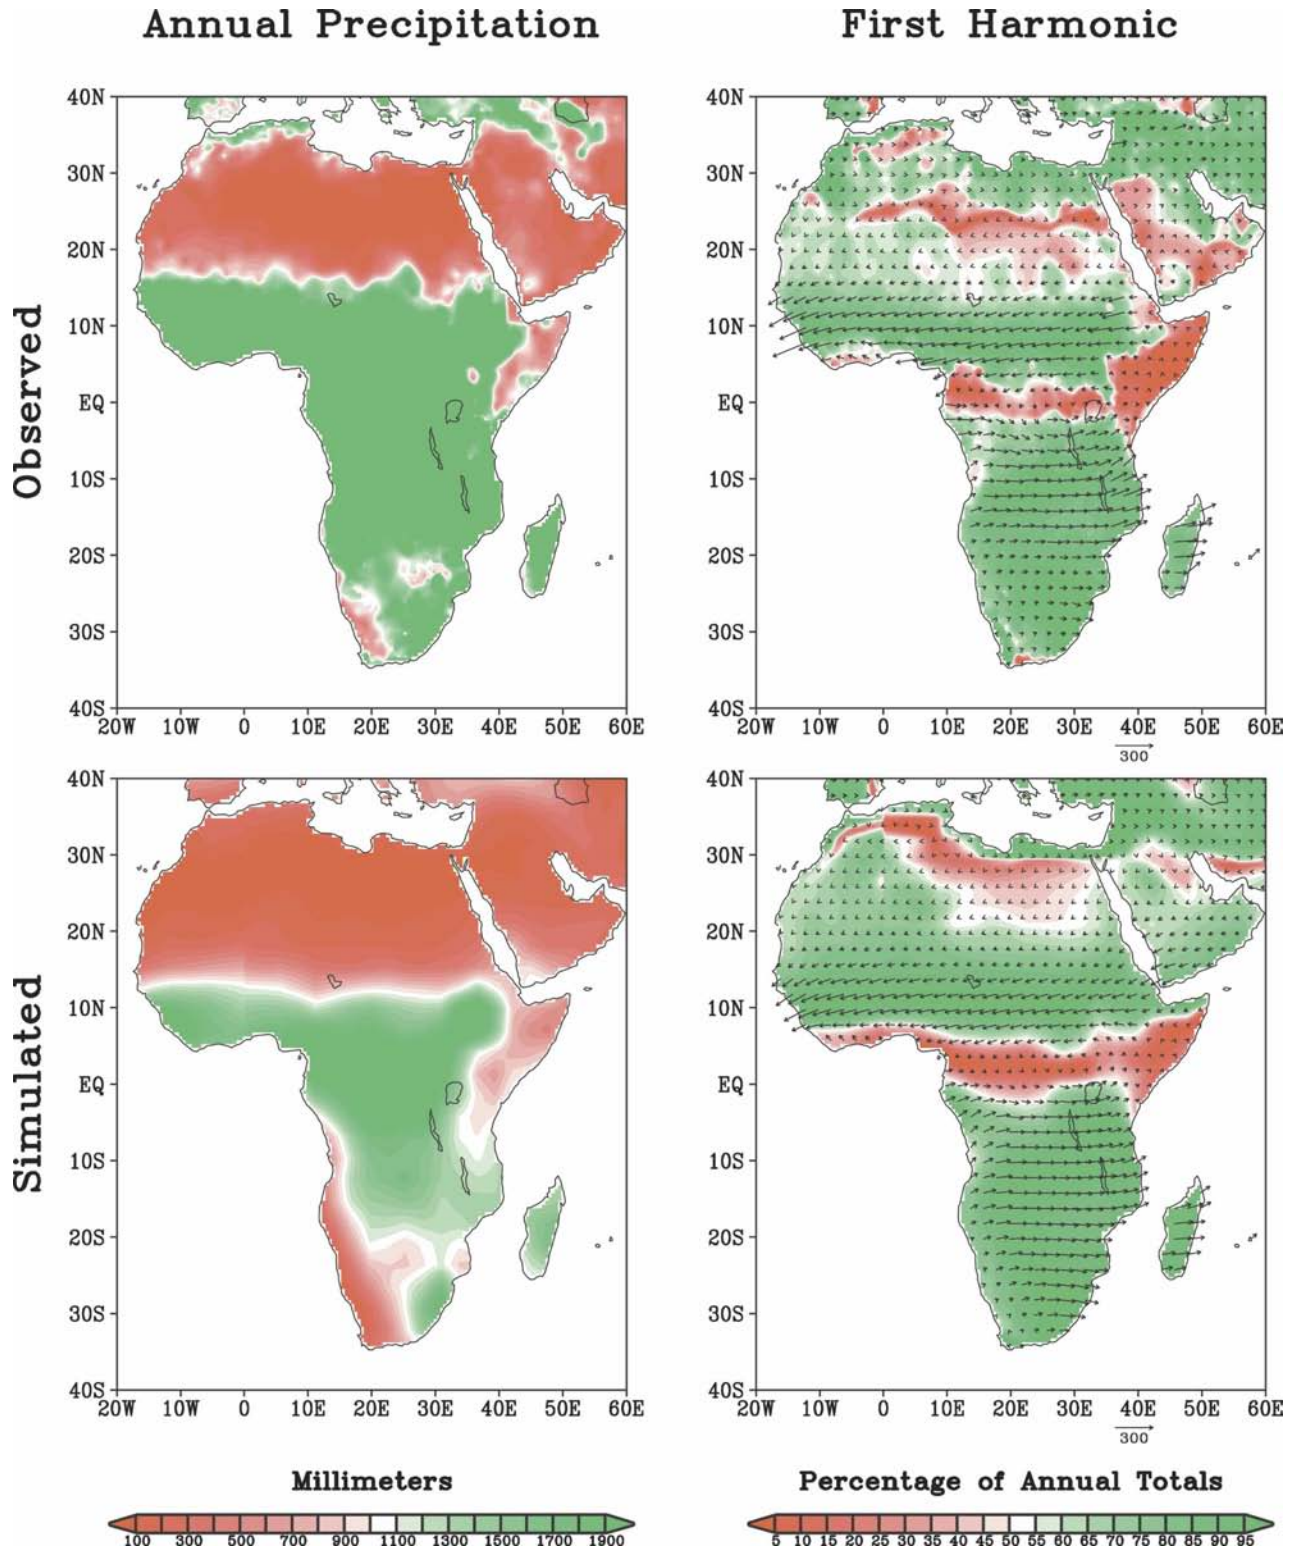 Annual Precipitation First Harmonic
Observed
40N 40N
30N 30N
20N 20N
10N 10N
EQ EQ
10S 10S
20S 20S
30S 30S
40S 40S
20W 10W 0 10E 20E 30E 40E 50E 60E 20W 10W 0 10E 20E 30E 40E 50E 60E
300
Simulated
40N 40N
30N 30N
20N 20N
10N 10N
EQ EQ
10S 10S
20S 20S
30S 30S
40S 40S
20W 10W 0 10E 20E 30E 40E 50E 60E 20W 10W 0 10E 20E 30E 40E 50E 60E
300
Millimeters Percentage of Annual Totals
100 300 500 700 900 1100 1300 1500 1700 1900 5 10 15 20 25 30 35 40 45 50 55 60 65 70 75 80 85 90 95